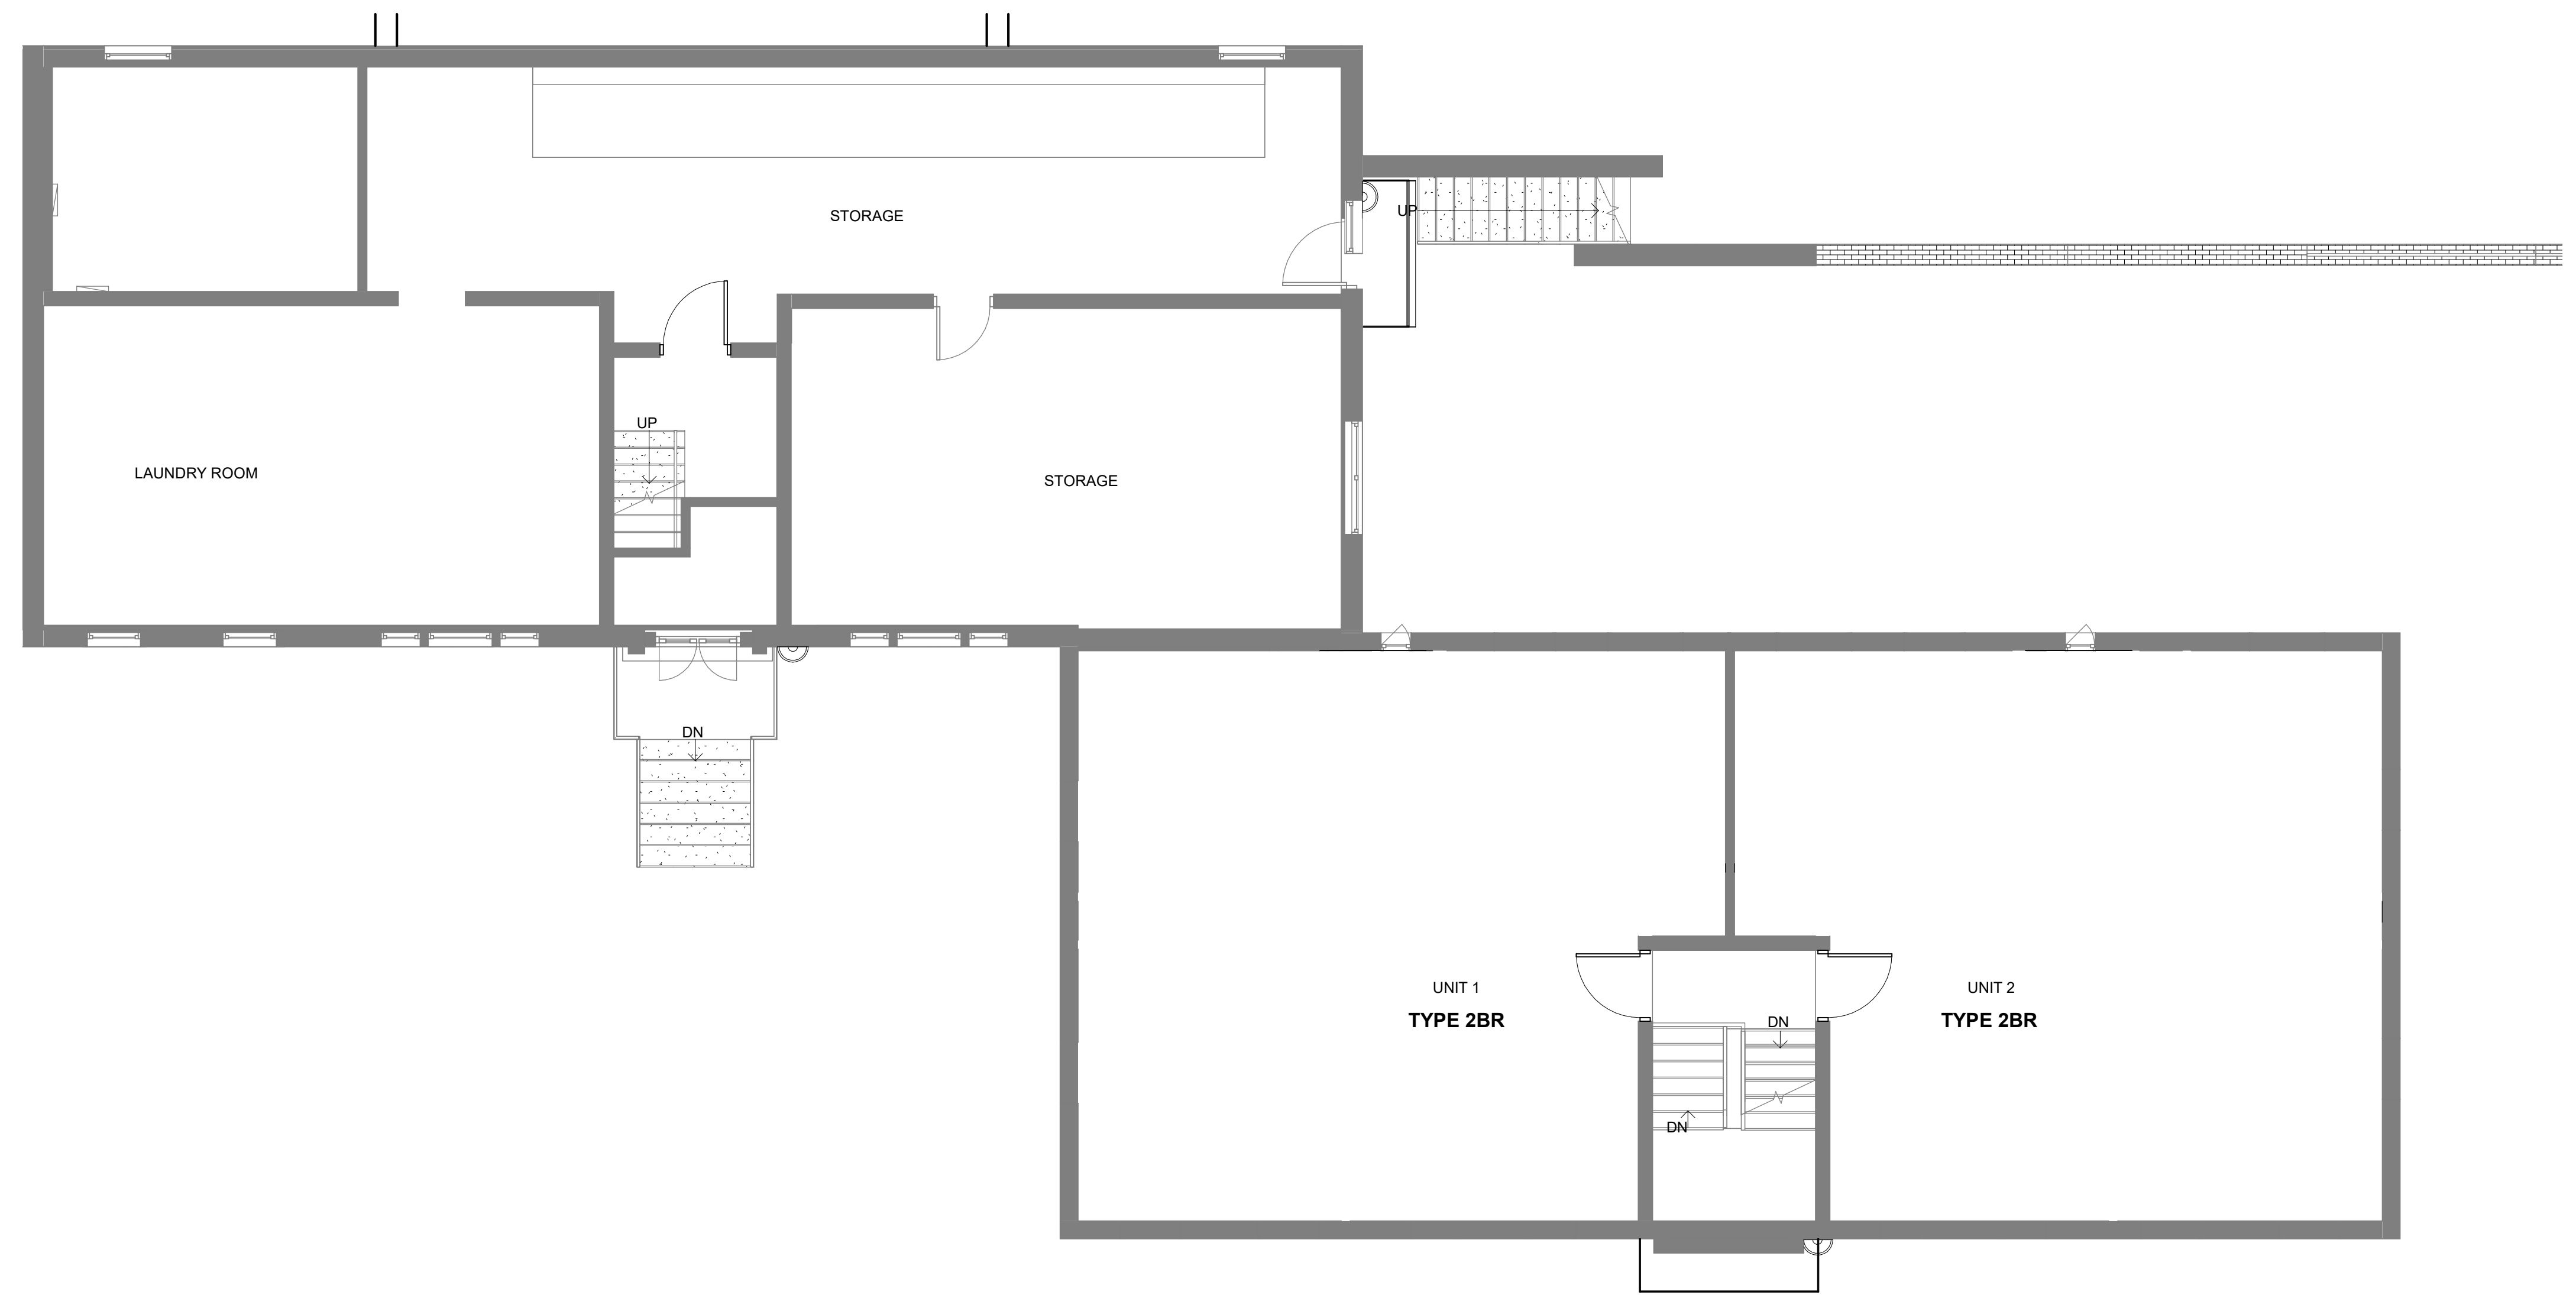 STORAGE
UP
UP
LAUNDRY ROOM
STORAGE
DN
UNIT 1
TYPE 2BR
UNIT 2
TYPE 2BR
DN
DN